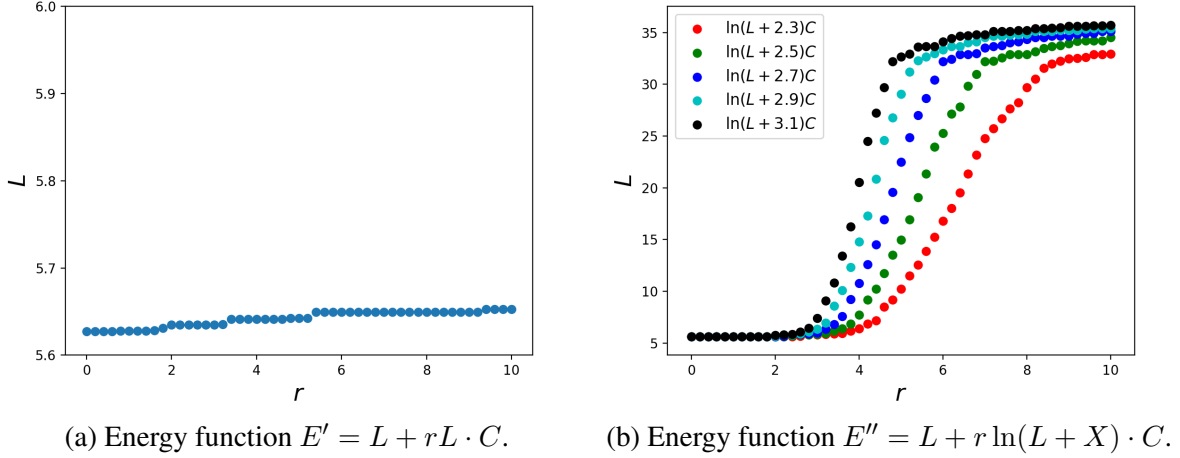 6.0
5.9
5.8
5.7
5.6
L
0 2 4 6 8 10
r
(a) Energy function E′ = L + rL · C.
35
30
25
20
15
10
5
L
ln(L + 2.3)C
ln(L + 2.5)C
ln(L + 2.7)C
ln(L + 2.9)C
ln(L + 3.1)C
0 2 4 6 8 10
r
(b) Energy function E′′ = L + r ln(L + X) · C.